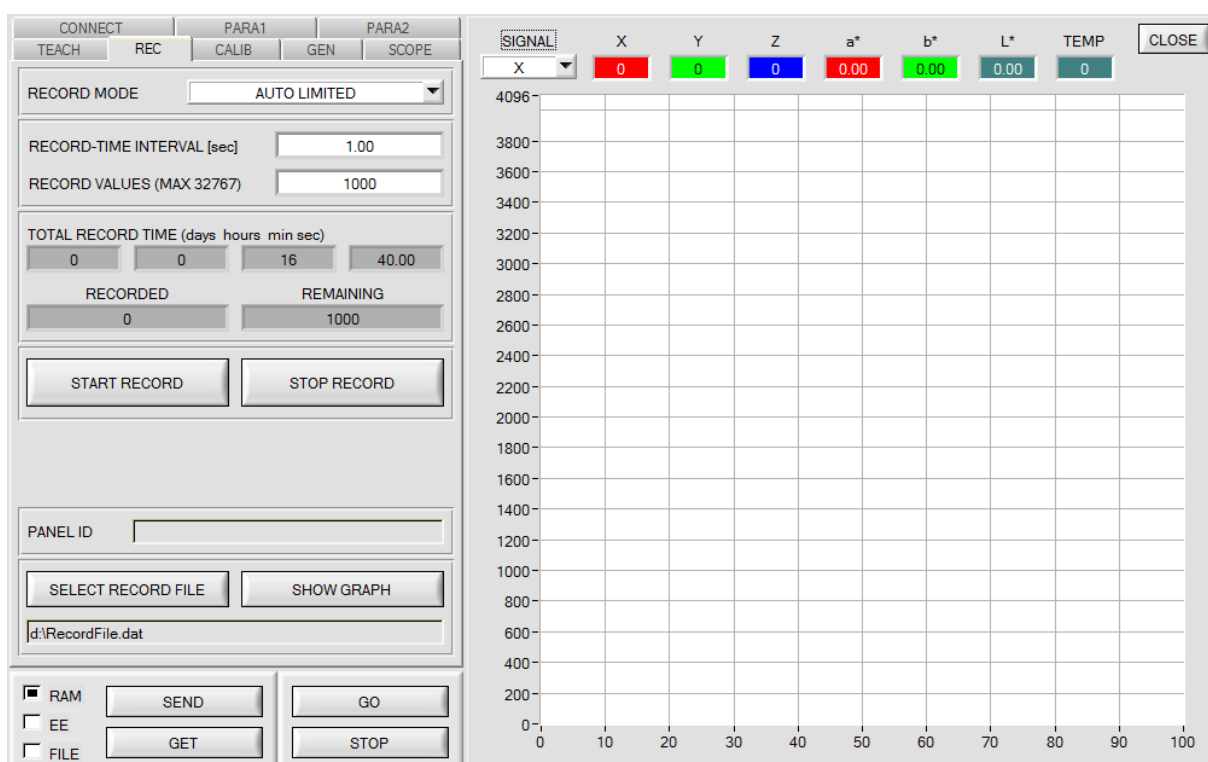 CONNECT PARA1 PARA2
TEACH REC CALIB GEN SCOPE
RECORD MODE AUTO LIMITED
RECORD-TIME INTERVAL [sec] 1.00
RECORD VALUES (MAX 32767) 1000
TOTAL RECORD TIME (days hours min sec)
0 0 16 40.00
RECORDED REMAINING
0 1000
START RECORD STOP RECORD
PANEL ID
SELECT RECORD FILE SHOW GRAPH
d:\RecordFile.dat
RAM SEND GO
EE
FILE GET STOP
SIGNAL X Y Z a* b* L* TEMP CLOSE
X 0 0 0 0.00 0.00 0.00 0
4096
3800
3600
3400
3200
3000
2800
2600
2400
2200
2000
1800
1600
1400
1200
1000
800
600
400
200
0
0 10 20 30 40 50 60 70 80 90 100